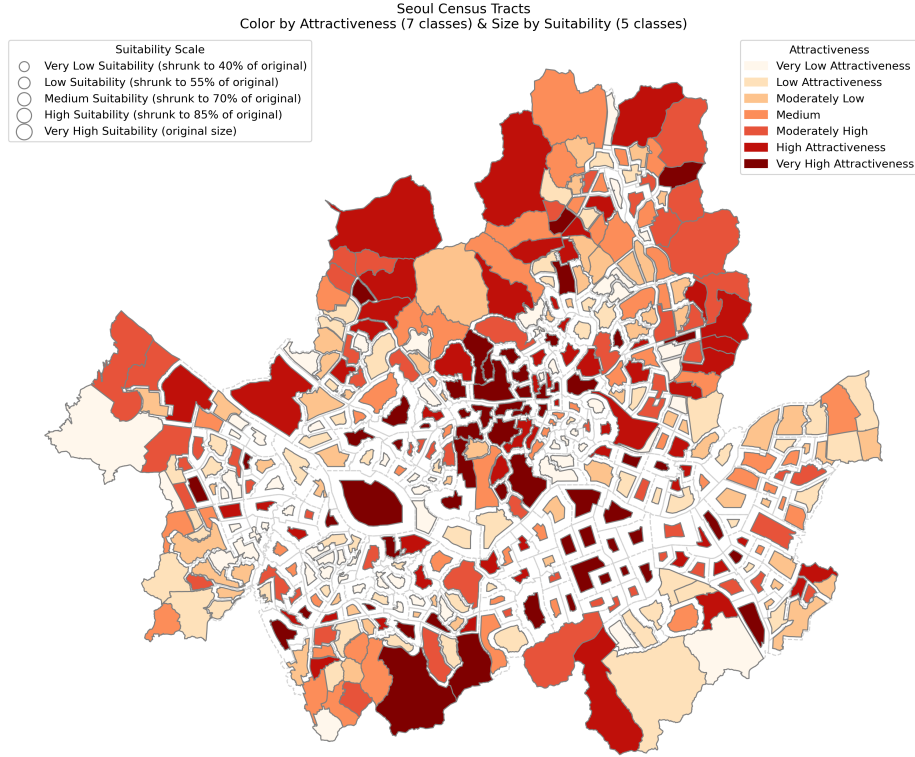 Seoul Census Tracts
Color by Attractiveness (7 classes) & Size by Suitability (5 classes)
Suitability Scale
Very Low Suitability (shrunk to 40% of original)
Low Suitability (shrunk to 55% of original)
Medium Suitability (shrunk to 70% of original)
High Suitability (shrunk to 85% of original)
Very High Suitability (original size)
Attractiveness
Very Low Attractiveness
Low Attractiveness
Moderately Low
Medium
Moderately High
High Attractiveness
Very High Attractiveness